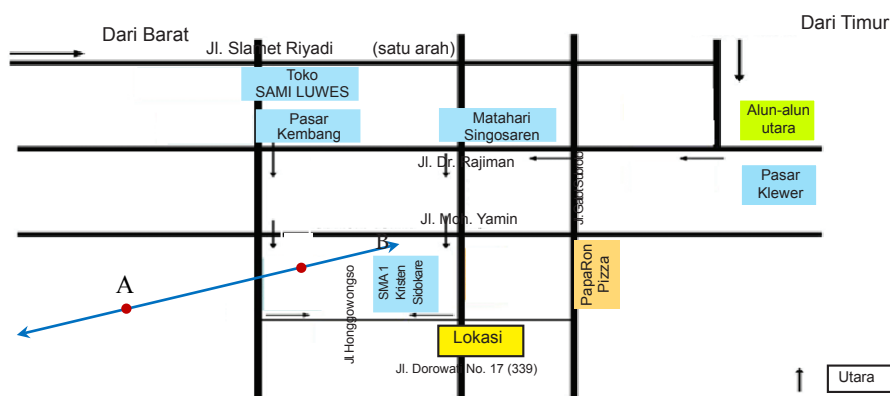 Dari Timur
Dari Barat
Jl. Slamet Riyadi (satu arah)
Toko
SAMI LUWES
Pasar
Kembang
Matahari
Singosaren
Alun-alun
utara
Jl. Dr. Rajiman
Pasar
Klewer
Jl. Moh. Yamin
B
A
Jl.Honggowongso
SMA 1
Kristen
Sidokare
PapaRon
Pizza
Lokasi
Jl. Dorowati No. 17 (339)
Utara